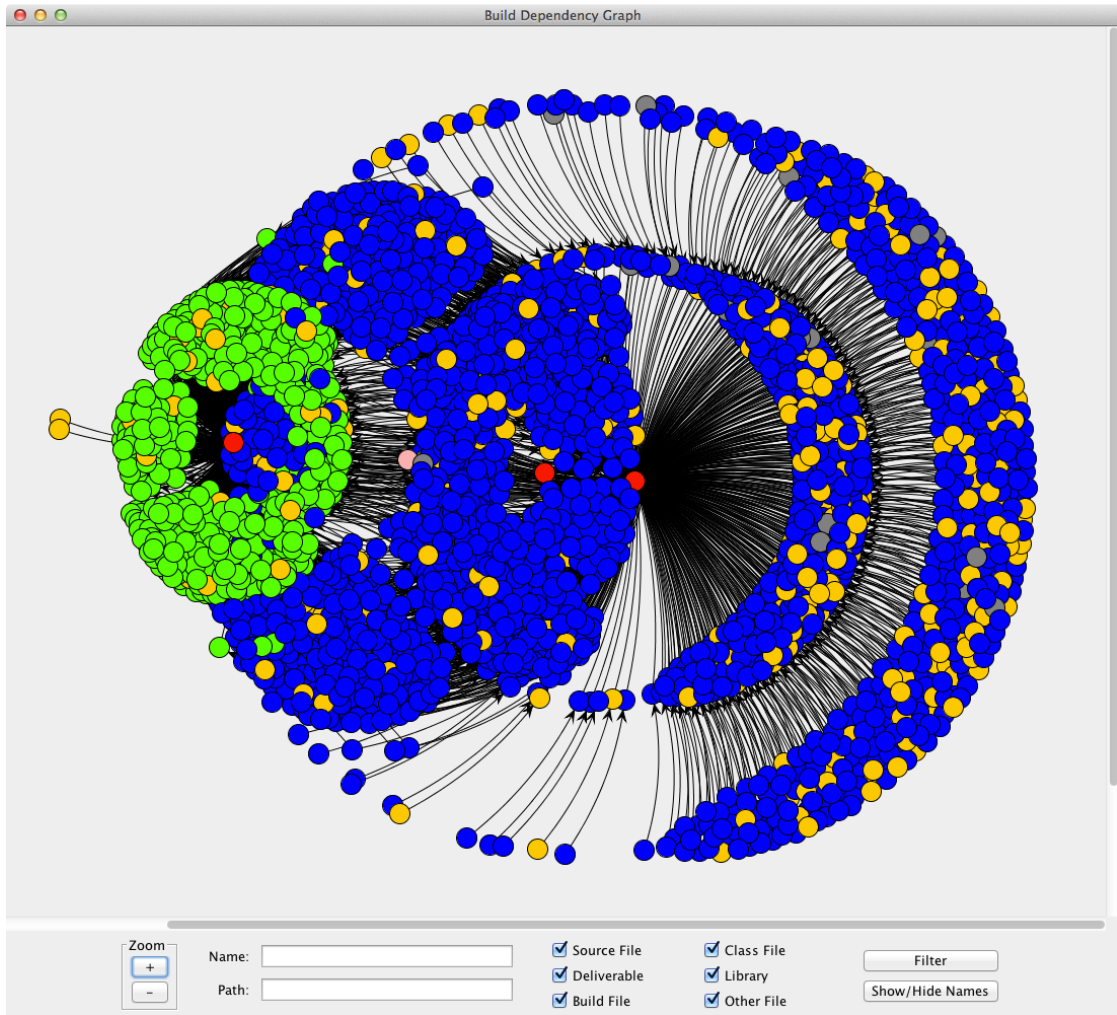 Build Dependency Graph
Zoom
+
-
Name:
Path:
Source File
Deliverable
Build File
Class File
Library
Other File
Filter
Show/Hide Names